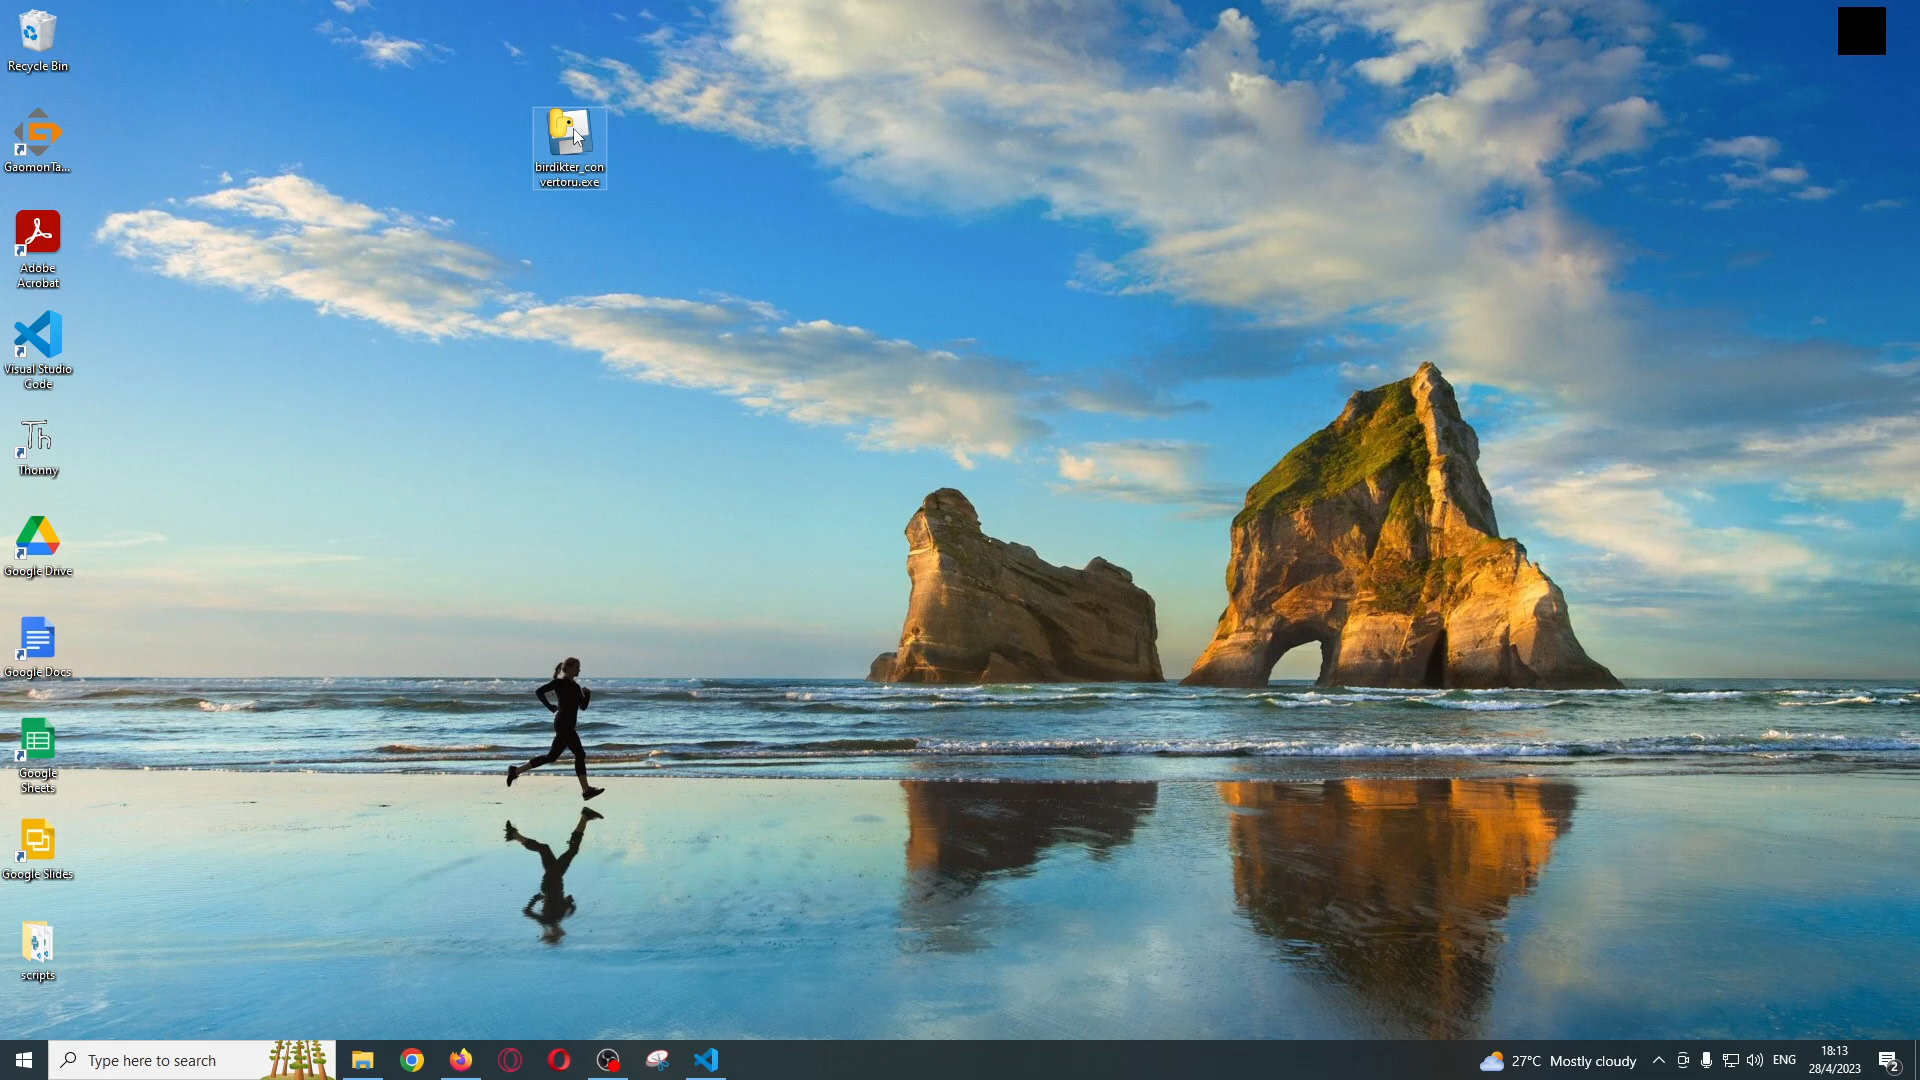 Recycle Bin
birdikter_con
vertoru.exe
GaomonTa...
Adobe
Acrobat
Visual Studio
Code
Th
Thonny
Google Drive
Google Docs
Google
Sheets
Google Slides
scripts
Type here to search
27°C Mostly cloudy
ENG
18:13
28/4/2023
2